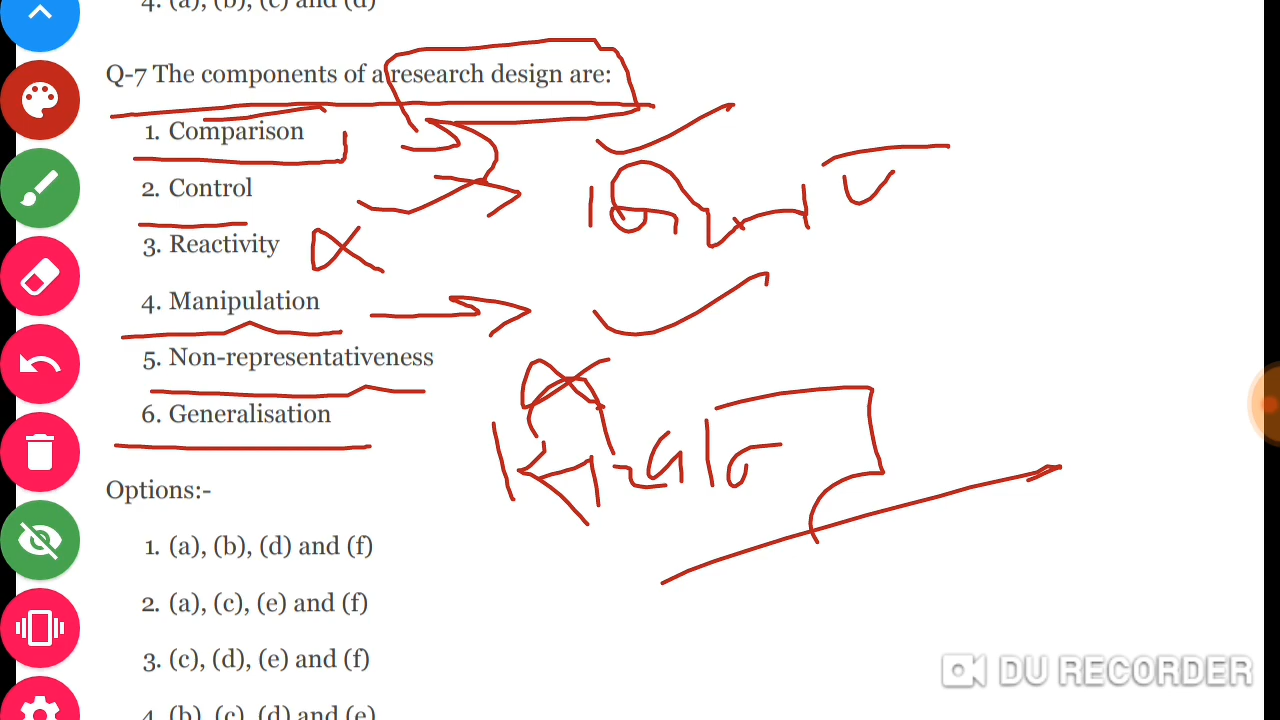 4. (a), (b), (c) and (d)
Q-7 The components of a research design are:
1. Comparison
2. Control
3. Reactivity
4. Manipulation
5. Non-representativeness
6. Generalisation
Options:-
1. (a), (b), (d) and (f)
2. (a), (c), (e) and (f)
3. (c), (d), (e) and (f)
4. (b), (c), (d) and (e)
DU RECORDER